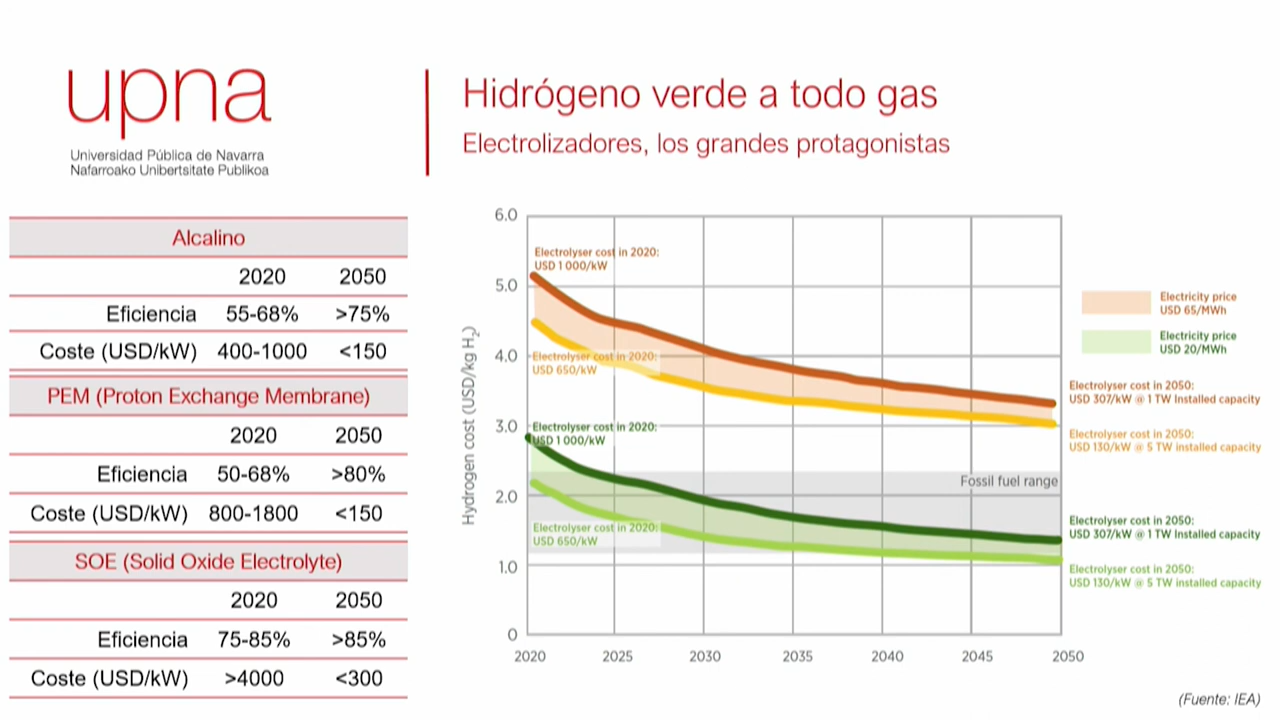 upna
Universidad Pública de Navarra
Nafarroako Unibertsitate Publikoa
Hidrógeno verde a todo gas
Electrolizadores, los grandes protagonistas
Alcalino
2020 2050
Eficiencia 55-68% >75%
Coste (USD/kW) 400-1000 <150
PEM (Proton Exchange Membrane)
2020 2050
Eficiencia 50-68% >80%
Coste (USD/kW) 800-1800 <150
SOE (Solid Oxide Electrolyte)
2020 2050
Eficiencia 75-85% >85%
Coste (USD/kW) >4000 <300
Hydrogen cost (USD/kg H₂)
6.0
5.0
4.0
3.0
2.0
1.0
0
2020 2025 2030 2035 2040 2045 2050
Electrolyser cost in 2020:
USD 1 000/kW
Electrolyser cost in 2020:
USD 650/kW
Electrolyser cost in 2020:
USD 1 000/kW
Electrolyser cost in 2020:
USD 650/kW
Fossil fuel range
Electricity price
USD 65/MWh
Electricity price
USD 20/MWh
Electrolyser cost in 2050:
USD 307/kW @ 1 TW Installed capacity
Electrolyser cost in 2050:
USD 130/kW @ 5 TW installed capacity
Electrolyser cost in 2050:
USD 307/kW @ 1 TW Installed capacity
Electrolyser cost in 2050:
USD 130/kW @ 5 TW installed capacity
(Fuente: IEA)